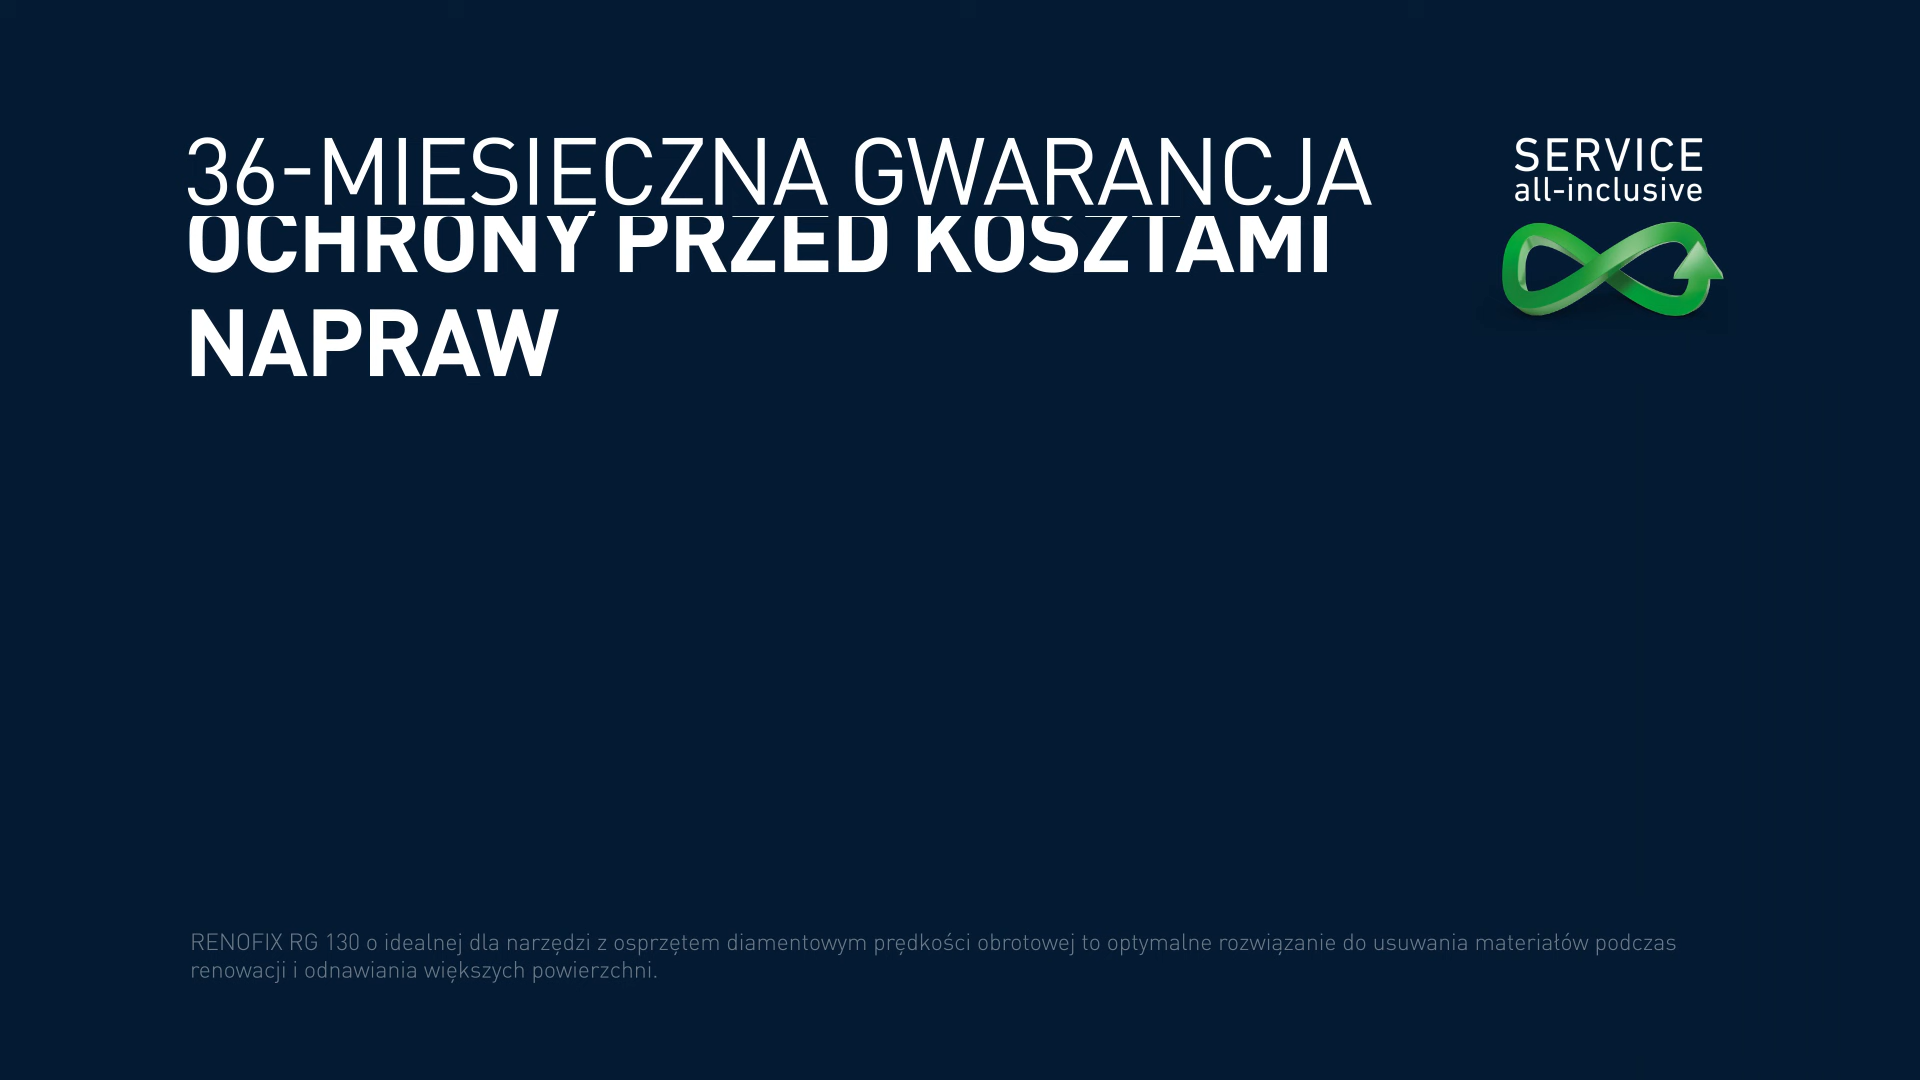 36-MIESIĘCZNA GWARANCJA
OCHRONY PRZED KOSZTAMI
NAPRAW
SERVICE
all-inclusive
RENOFIX RG 130 o idealnej dla narzędzi z osprzętem diamentowym prędkości obrotowej to optymalne rozwiązanie do usuwania materiałów podczas
renowacji i odnawiania większych powierzchni.